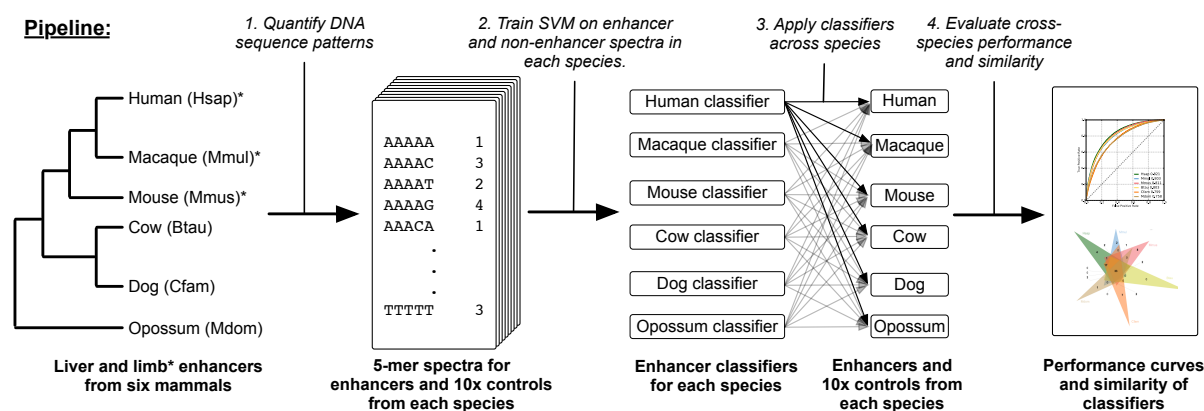 Pipeline:
1. Quantify DNA
sequence patterns
2. Train SVM on enhancer
and non-enhancer spectra in
each species.
3. Apply classifiers
across species
4. Evaluate cross-
species performance
and similarity
Human (Hsap)*
Macaque (Mmul)*
Mouse (Mmus)*
Cow (Btau)
Dog (Cfam)
Opossum (Mdom)
AAAAA 1
AAAAC 3
AAAAT 2
AAAAG 4
AAACA 1
.
.
.
TTTTT 3
Human classifier
Macaque classifier
Mouse classifier
Cow classifier
Dog classifier
Opossum classifier
Human
Macaque
Mouse
Cow
Dog
Opossum
Liver and limb* enhancers
from six mammals
5-mer spectra for
enhancers and 10x controls
from each species
Enhancer classifiers
for each species
Enhancers and
10x controls from
each species
Performance curves
and similarity of
classifiers